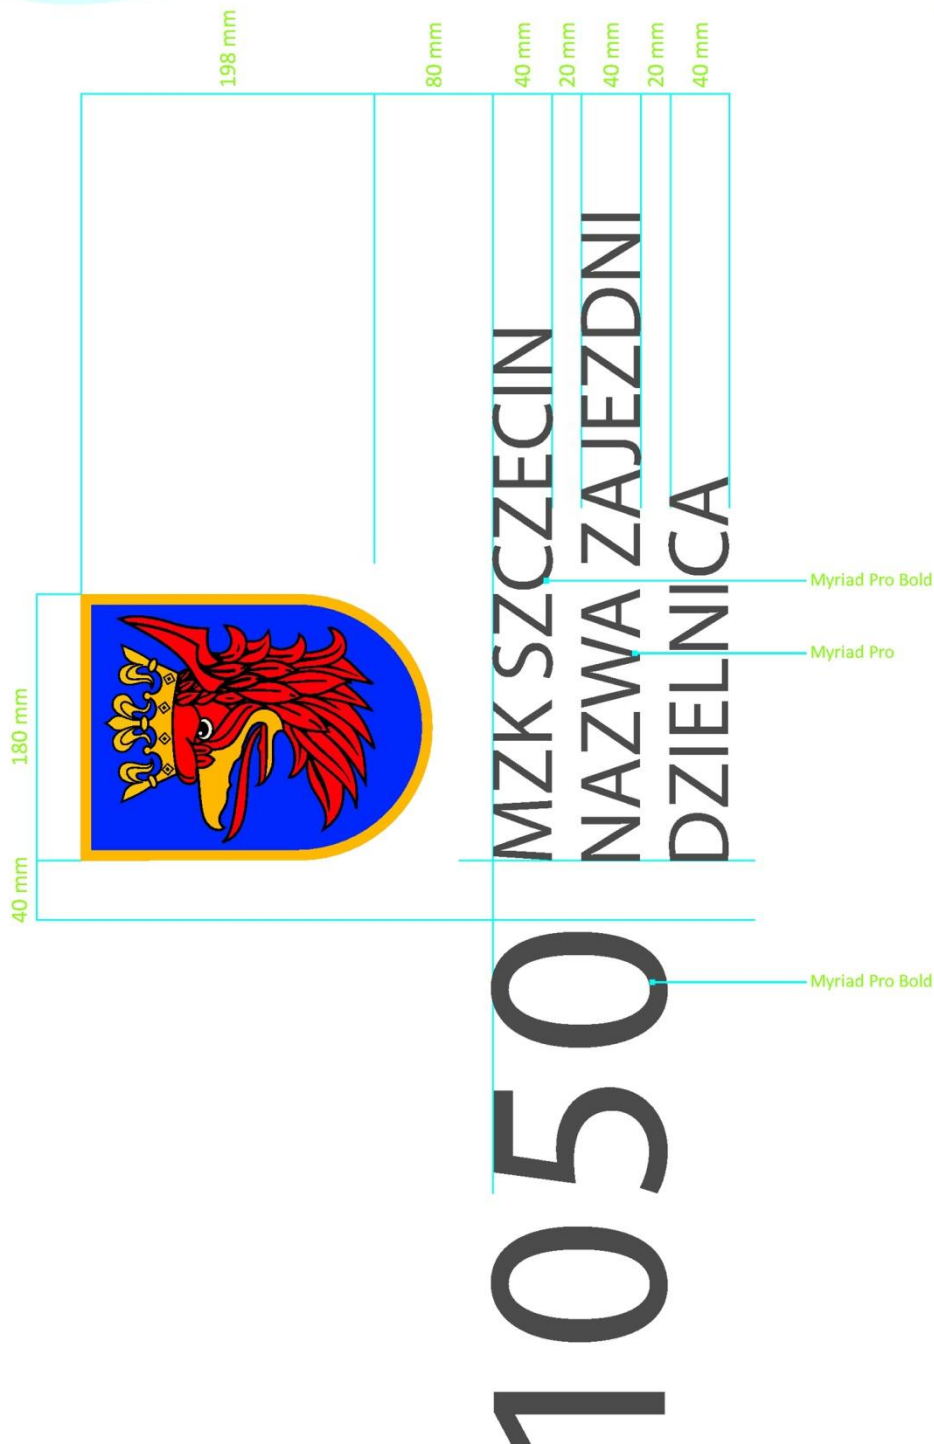 198 mm
80 mm
40 mm
20 mm
40 mm
20 mm
40 mm
180 mm
40 mm
MZK SZCZECIN
NAZWA ZAJEZDNI
DZIELNICA
1050
Myriad Pro Bold
Myriad Pro
Myriad Pro Bold